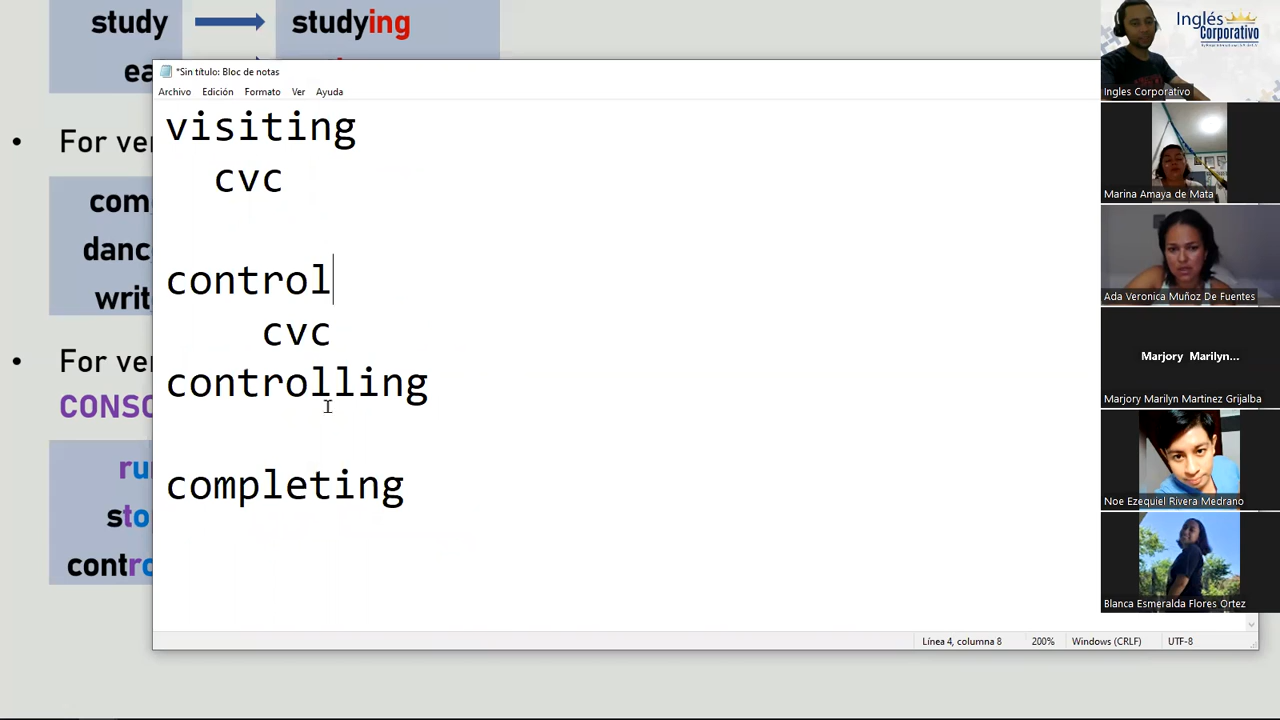 study
studying
ea
*Sin título: Bloc de notas
Archivo Edición Formato Ver Ayuda
visiting
cvc
control
cvc
controlling
completing
Línea 4, columna 8
200%
Windows (CRLF)
UTF-8
• For ver
com
danc
writ
• For ver
CONSO
ru
sto
contro
Inglés
Corporativo
Ingles Corporativo
Marina Amaya de Mata
Ada Veronica Muñoz De Fuentes
Marjory Marilyn...
Marjory Marilyn Martinez Grijalba
Noe Ezequiel Rivera Medrano
Blanca Esmeralda Flores Ortez